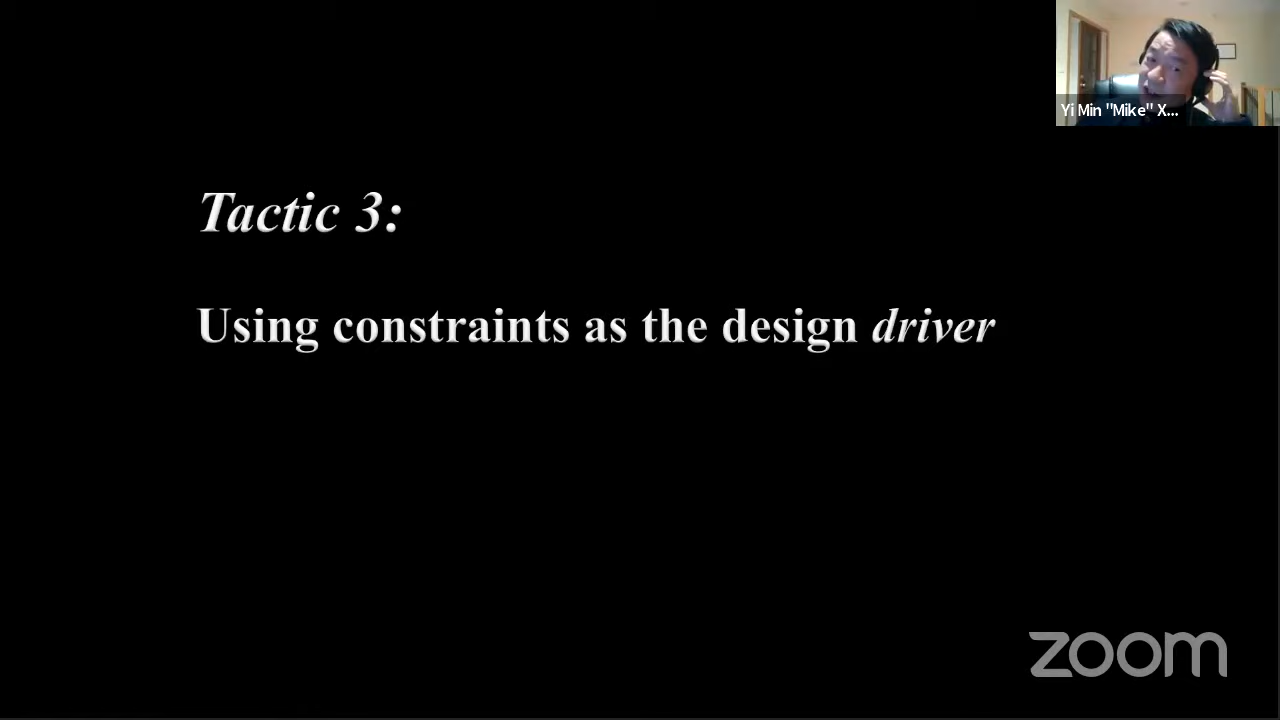 Yi Min "Mike" X...
Tactic 3:
Using constraints as the design driver
zoom